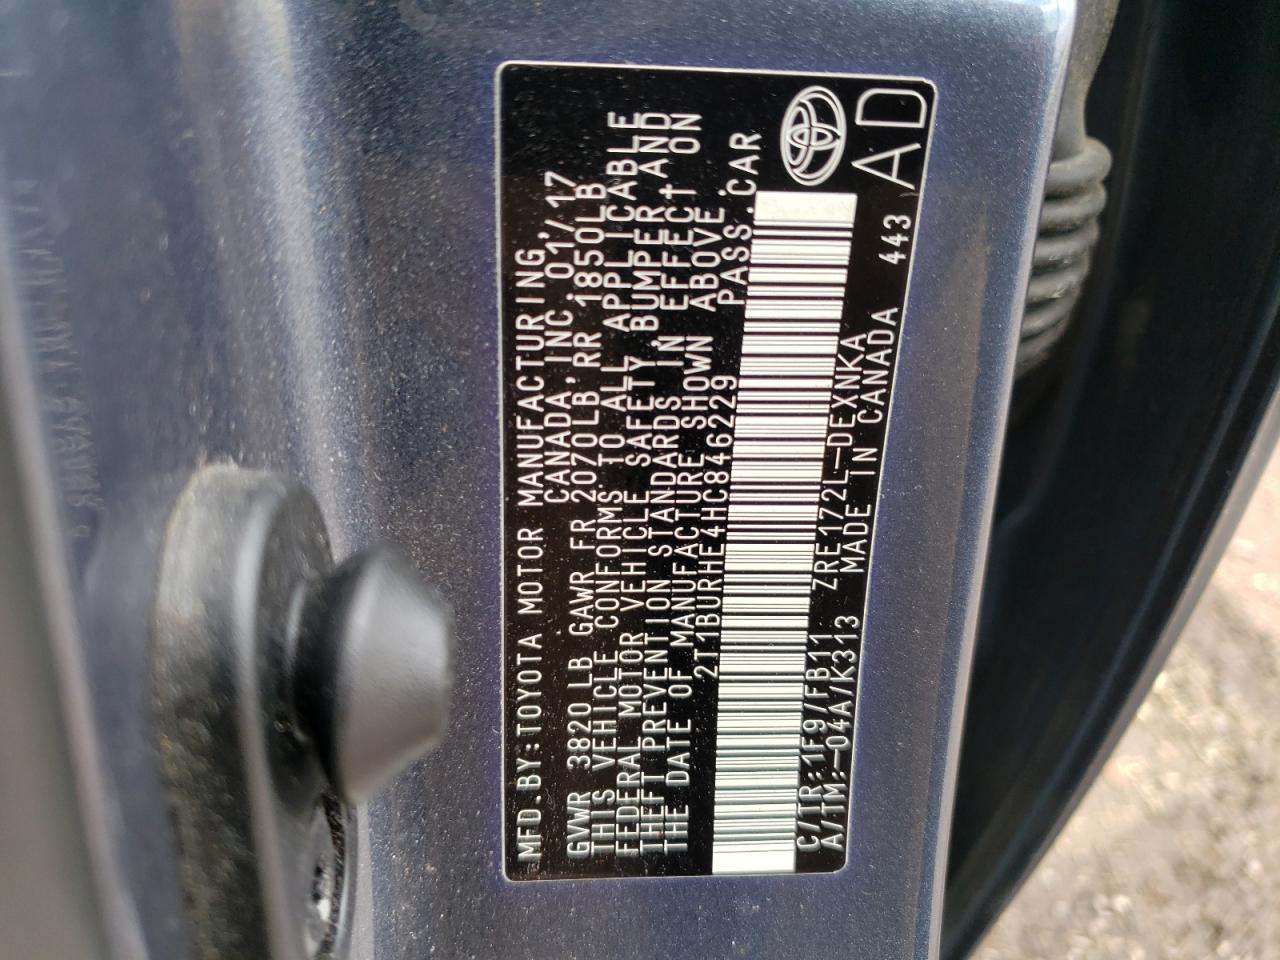 MFD.BY:TOYOTA MOTOR MANUFACTURING,
CANADA,INC.01/17
GVWR 3820LB GAWR FR 2070LB,RR 1850LB
THIS VEHICLE CONFORMS TO ALL APPLICABLE
FEDERAL MOTOR VEHICLE SAFETY,BUMPER,AND
THEFT PREVENTION STANDARDS IN EFFECT ON
THE DATE OF MANUFACTURE SHOWN ABOVE.
2T1BURHE4HC846229 PASS.CAR
C/TR:1F9/FB11 ZRE172L-DEXNKA
A/TM:-04A/K313 MADE IN CANADA 443
AD